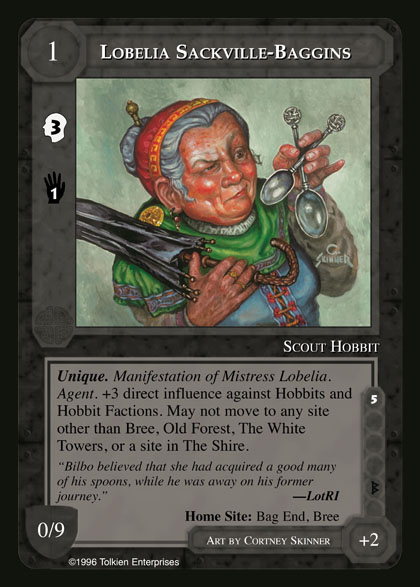 1
LOBELIA SACKVILLE-BAGGINS
3
1
SKINNER
SCOUT HOBBIT
Unique. Manifestation of Mistress Lobelia.
Agent. +3 direct influence against Hobbits and
Hobbit Factions. May not move to any site
other than Bree, Old Forest, The White
Towers, or a site in The Shire.
5
“Bilbo believed that she had acquired a good many
of his spoons, while he was away on his former
journey.” —LotRI
Home Site: Bag End, Bree
0/9
ART BY CORTNEY SKINNER
+2
©1996 Tolkien Enterprises